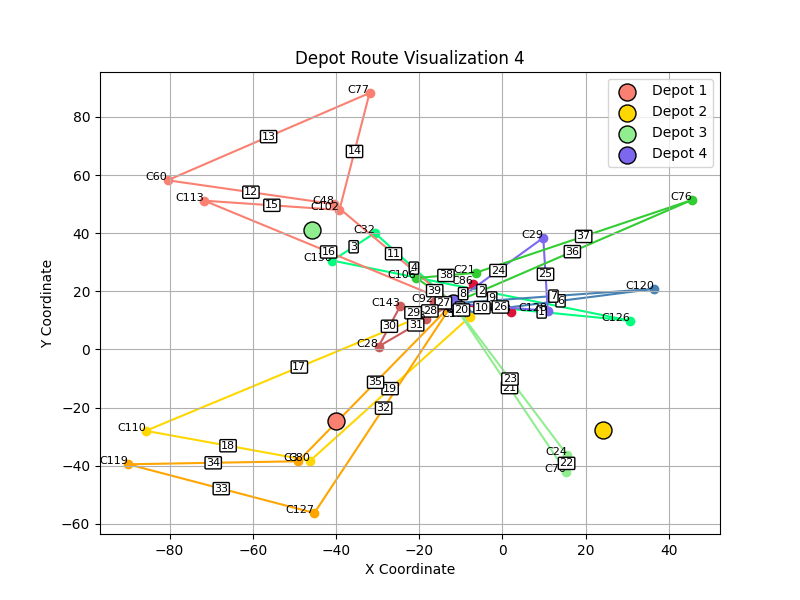 Depot Route Visualization 4
Depot 1
Depot 2
Depot 3
Depot 4
Y Coordinate
80
60
40
20
0
−20
−40
−60
−80
−60
−40
−20
0
20
40
X Coordinate
C77
13
14
C60
12
C113
C48
15
C102
C76
C32
C29
37
3
16
11
36
4
C106
38
C21
24
25
C86
39
2
C120
8
9
7
6
C143
C92
27
26
10
20
28
29
1
C126
30
31
C28
17
35
19
23
21
32
C110
18
C80
C24
22
C119
34
33
C127